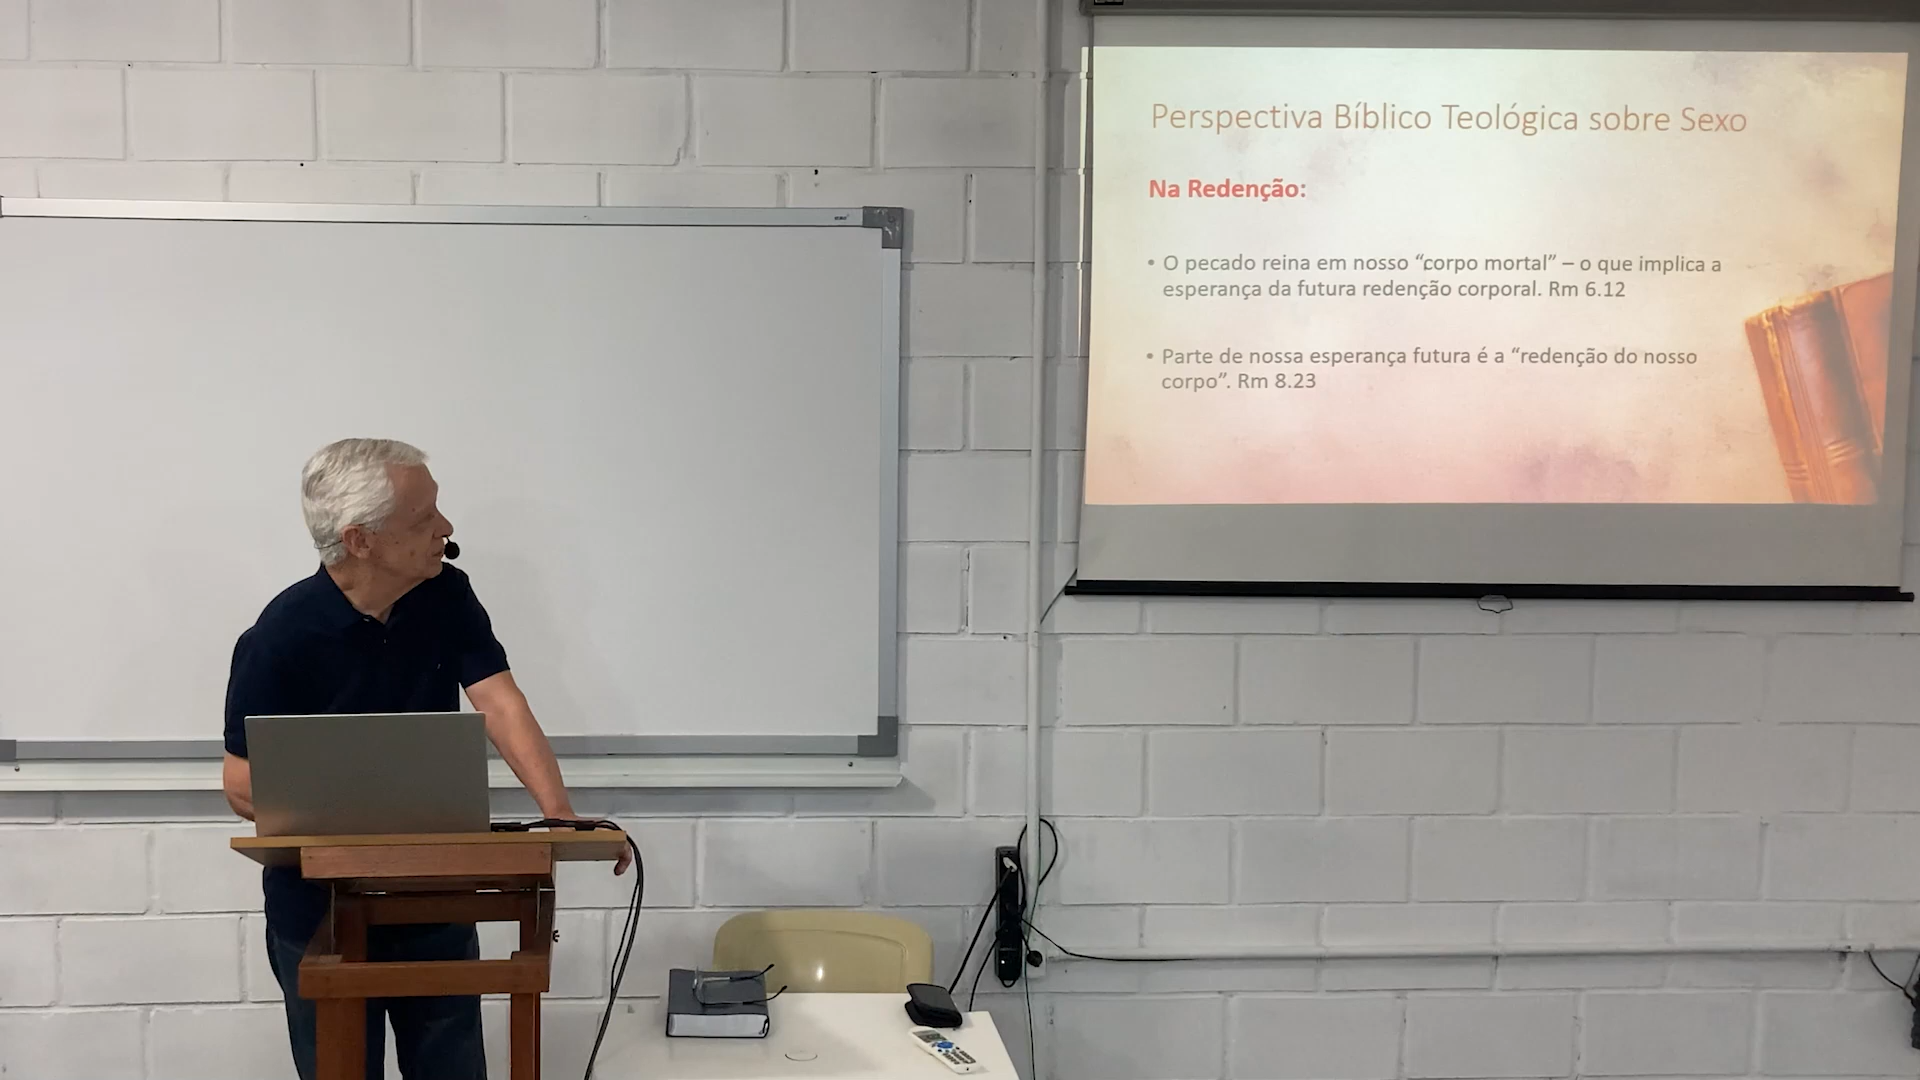 Perspectiva Bíblico Teológica sobre Sexo
Na Redenção:
• O pecado reina em nosso “corpo mortal” – o que implica a
esperança da futura redenção corporal. Rm 6.12
• Parte de nossa esperança futura é a “redenção do nosso
corpo”. Rm 8.23